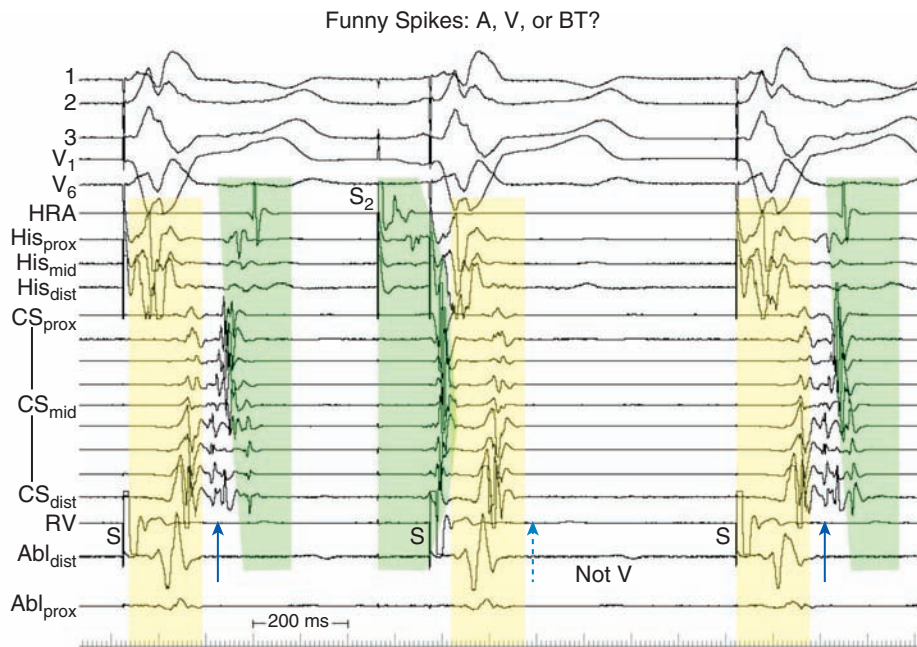 Funny Spikes: A, V, or BT?
1
2
3
V1
V6
S2
HRA
Hisprox
Hismid
Hisdist
CSprox
CSmid
CSdist
RV
S S S
Abldist
Not V
Ablprox
200 ms